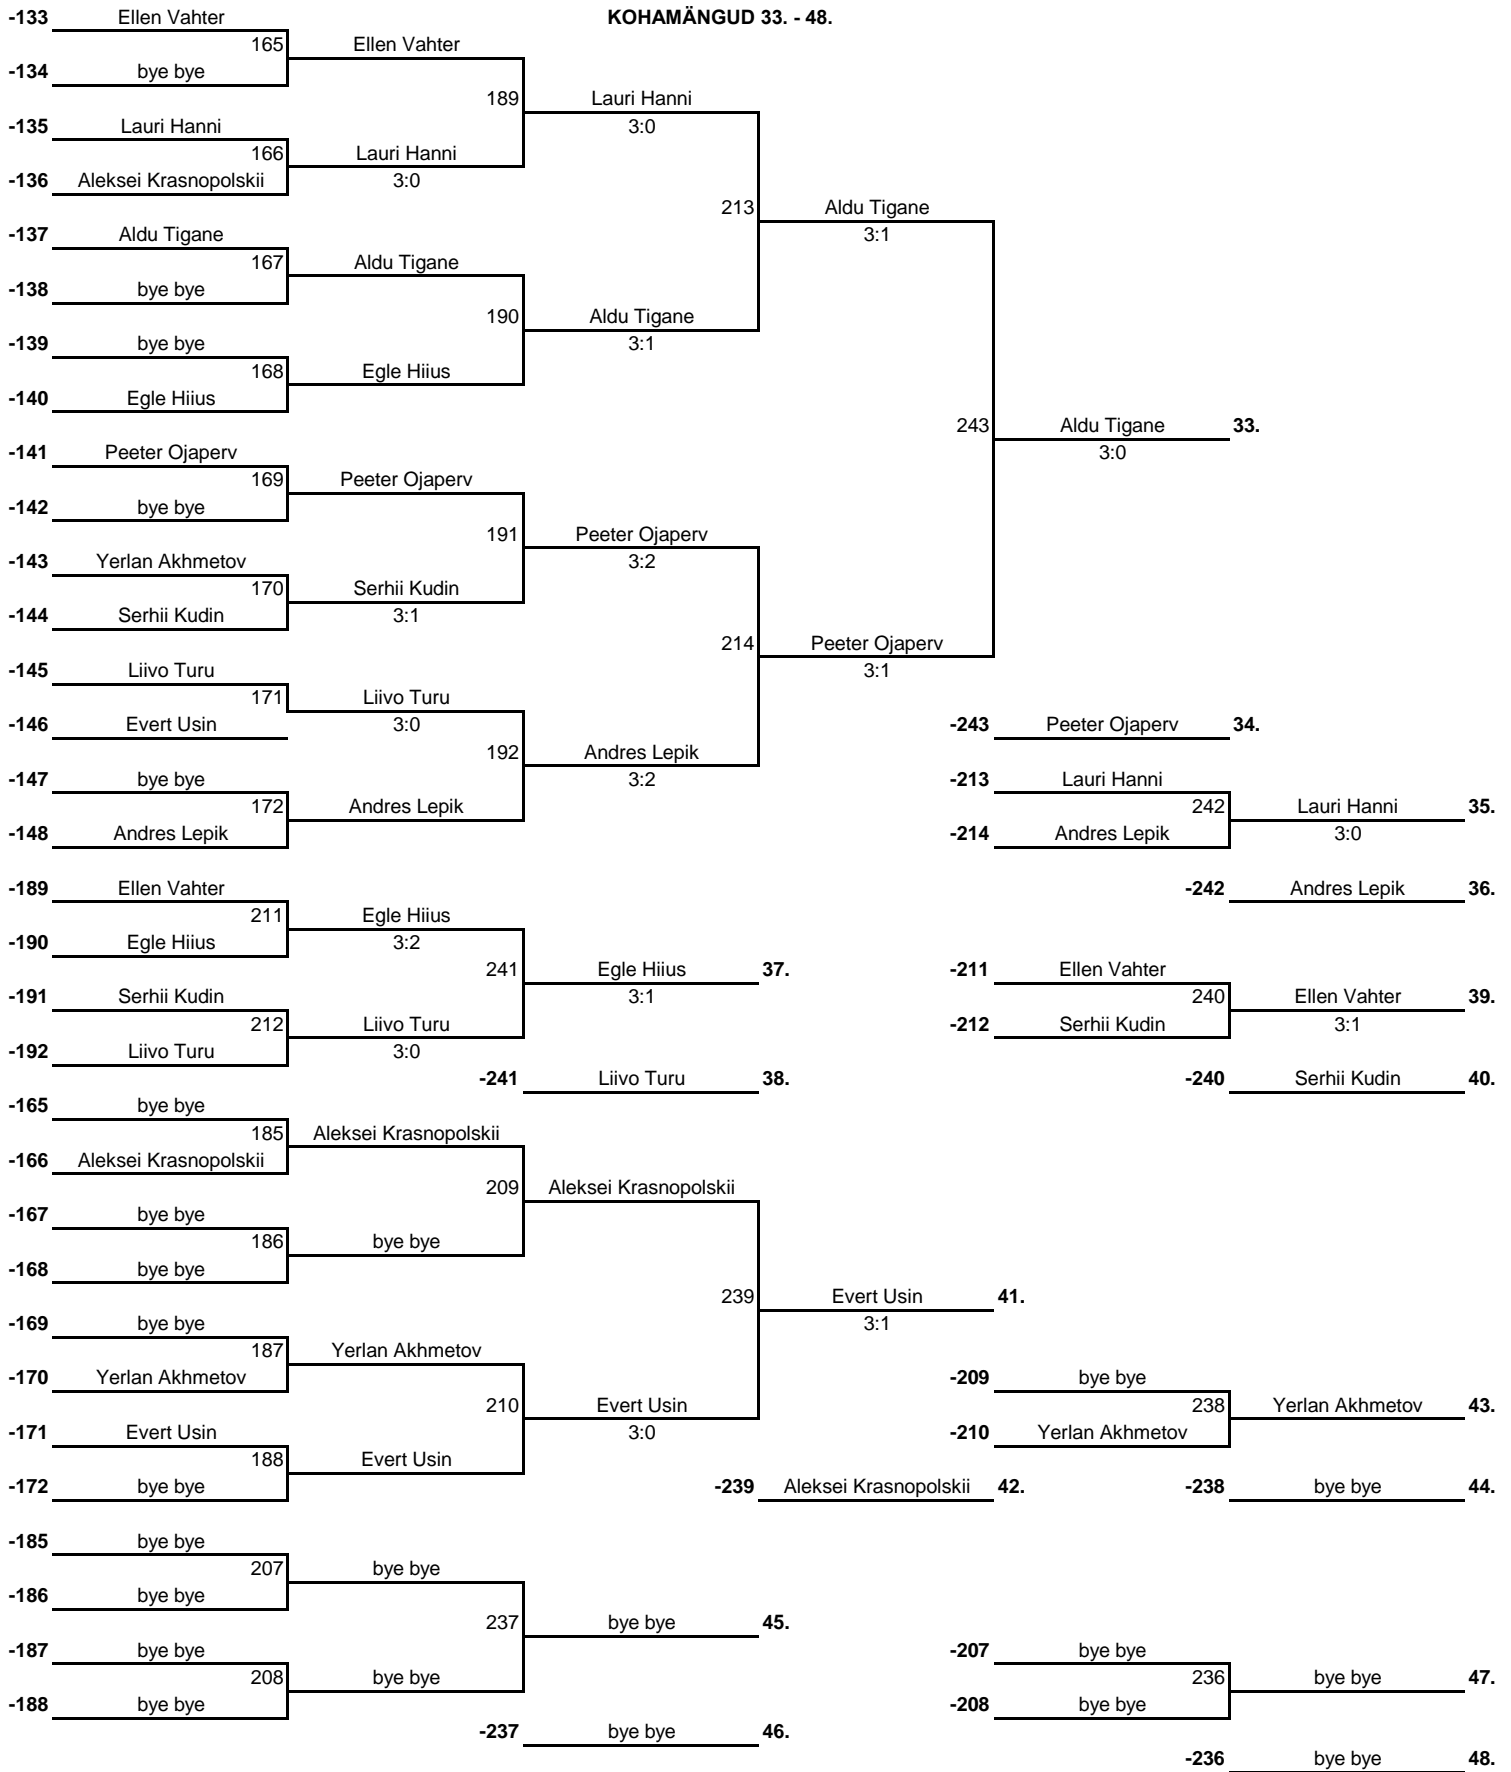 -133 Ellen Vahter KOHAMÄNGUD 33. - 48.
165 Ellen Vahter
-134 bye bye
189 Lauri Hanni
-135 Lauri Hanni 3:0
166 Lauri Hanni
-136 Aleksei Krasnopolskii 3:0
213 Aldu Tigane
-137 Aldu Tigane 3:1
167 Aldu Tigane
-138 bye bye
190 Aldu Tigane
-139 bye bye 3:1
168 Egle Hiius
-140 Egle Hiius
243 Aldu Tigane 33.
-141 Peeter Ojaperv 3:0
169 Peeter Ojaperv
-142 bye bye
191 Peeter Ojaperv
-143 Yerlan Akhmetov 3:2
170 Serhii Kudin
-144 Serhii Kudin 3:1
214 Peeter Ojaperv
-145 Liivo Turu 3:1
171 Liivo Turu
-146 Evert Usin 3:0 -243 Peeter Ojaperv 34.
192 Andres Lepik
-147 bye bye 3:2 -213 Lauri Hanni
172 Andres Lepik 242 Lauri Hanni 35.
-148 Andres Lepik -214 Andres Lepik 3:0
-189 Ellen Vahter -242 Andres Lepik 36.
211 Egle Hiius
-190 Egle Hiius 3:2
241 Egle Hiius 37. -211 Ellen Vahter
-191 Serhii Kudin 3:1 240 Ellen Vahter 39.
212 Liivo Turu -212 Serhii Kudin 3:1
-192 Liivo Turu 3:0
-241 Liivo Turu 38. -240 Serhii Kudin 40.
-165 bye bye
185 Aleksei Krasnopolskii
-166 Aleksei Krasnopolskii
209 Aleksei Krasnopolskii
-167 bye bye
186 bye bye
-168 bye bye
239 Evert Usin 41.
-169 bye bye 3:1
187 Yerlan Akhmetov
-170 Yerlan Akhmetov -209 bye bye
210 Evert Usin 238 Yerlan Akhmetov 43.
-171 Evert Usin 3:0 -210 Yerlan Akhmetov
188 Evert Usin
-172 bye bye -239 Aleksei Krasnopolskii 42. -238 bye bye 44.
-185 bye bye
207 bye bye
-186 bye bye
237 bye bye 45.
-187 bye bye -207 bye bye
208 bye bye 236 bye bye 47.
-188 bye bye -208 bye bye
-237 bye bye 46.
-236 bye bye 48.